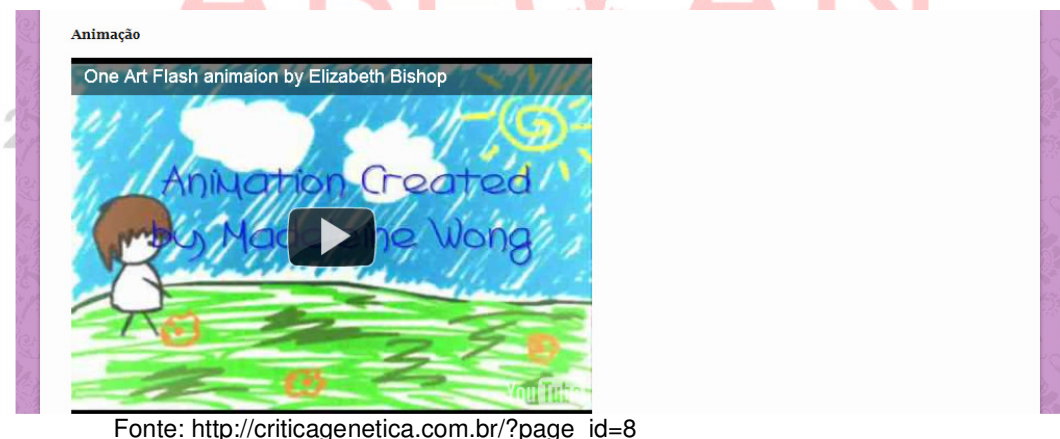 Animação
One Art Flash animaion by Elizabeth Bishop
Animation Created
by Wong
YouTube
Fonte: http://criticagenetica.com.br/?page_id=8